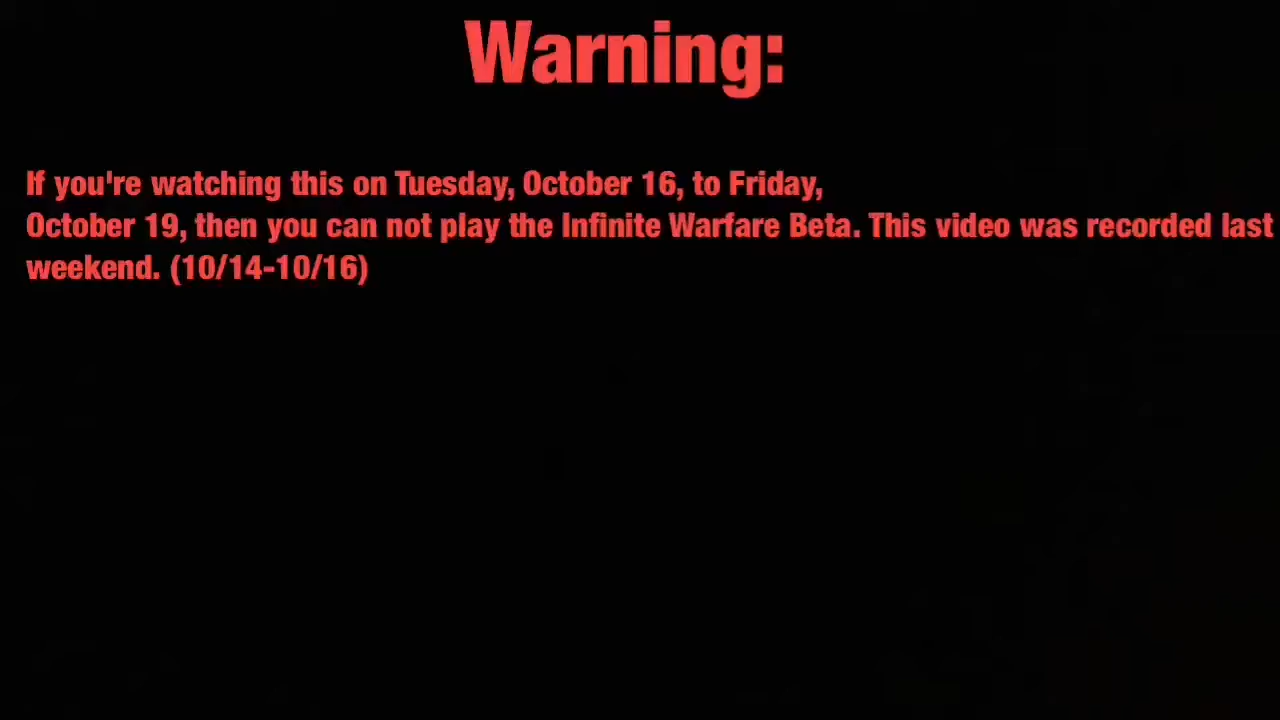 Warning:
If you're watching this on Tuesday, October 16, to Friday,
October 19, then you can not play the Infinite Warfare Beta. This video was recorded last
weekend. (10/14-10/16)